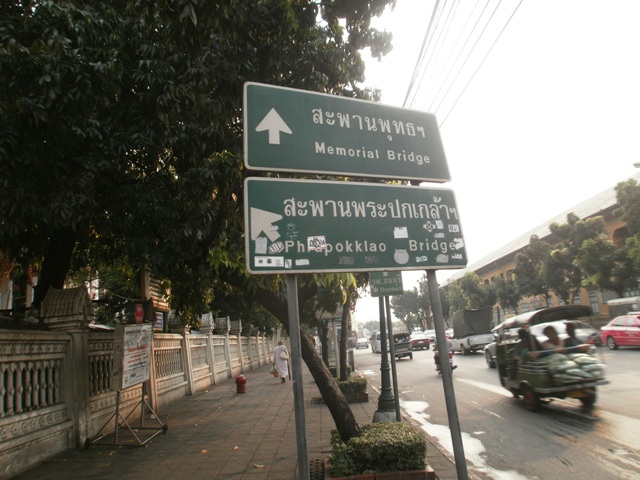 สะพานพุทธฯ
Memorial Bridge
สะพานพระปกเกล้าฯ
Phrapokklao Bridge